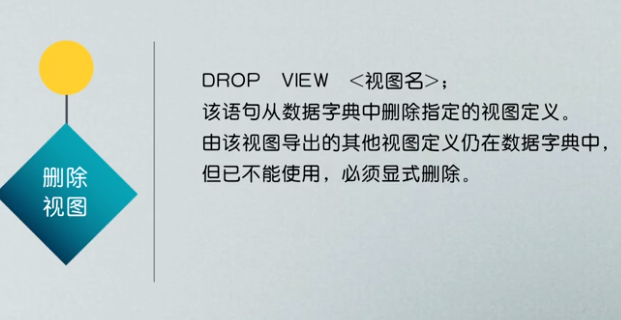 删除
视图
DROP VIEW <视图名>;
该语句从数据字典中删除指定的视图定义。
由该视图导出的其他视图定义仍在数据字典中，
但已不能使用，必须显式删除。